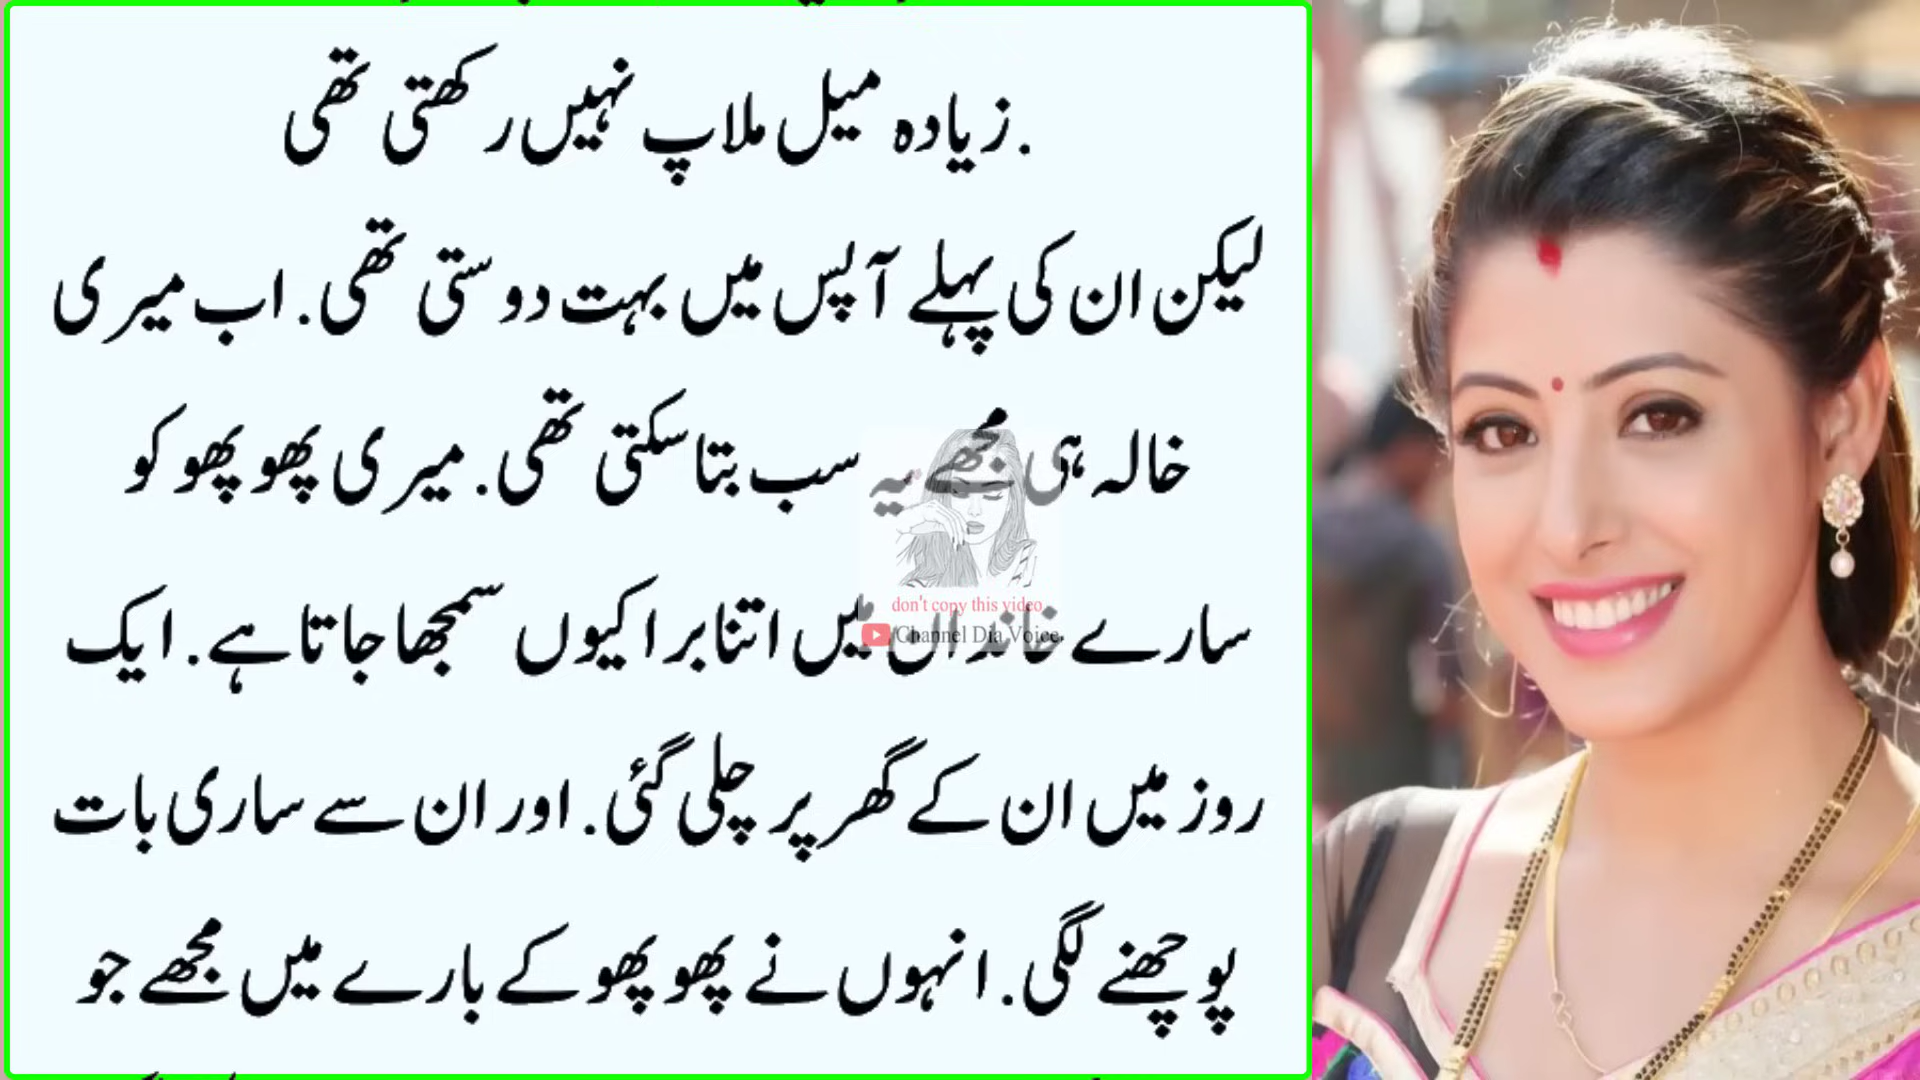 زیادہ میل ملاپ نہیں رکھتی تھی.
لیکن ان کی پہلے آپس میں بہت دوستی تھی. اب میری
خالہ ہی مجھے یہ سب بتا سکتی تھی. میری پھوپھو کو
سارے خاندان میں اتنا برا کیوں سمجھا جاتا ہے. ایک
روز میں ان کے گھر پر چلی گئی. اور ان سے ساری بات
پوچھنے لگی. انہوں نے پھوپھو کے بارے میں مجھے جو
don't copy this video
Channel Dia Voice